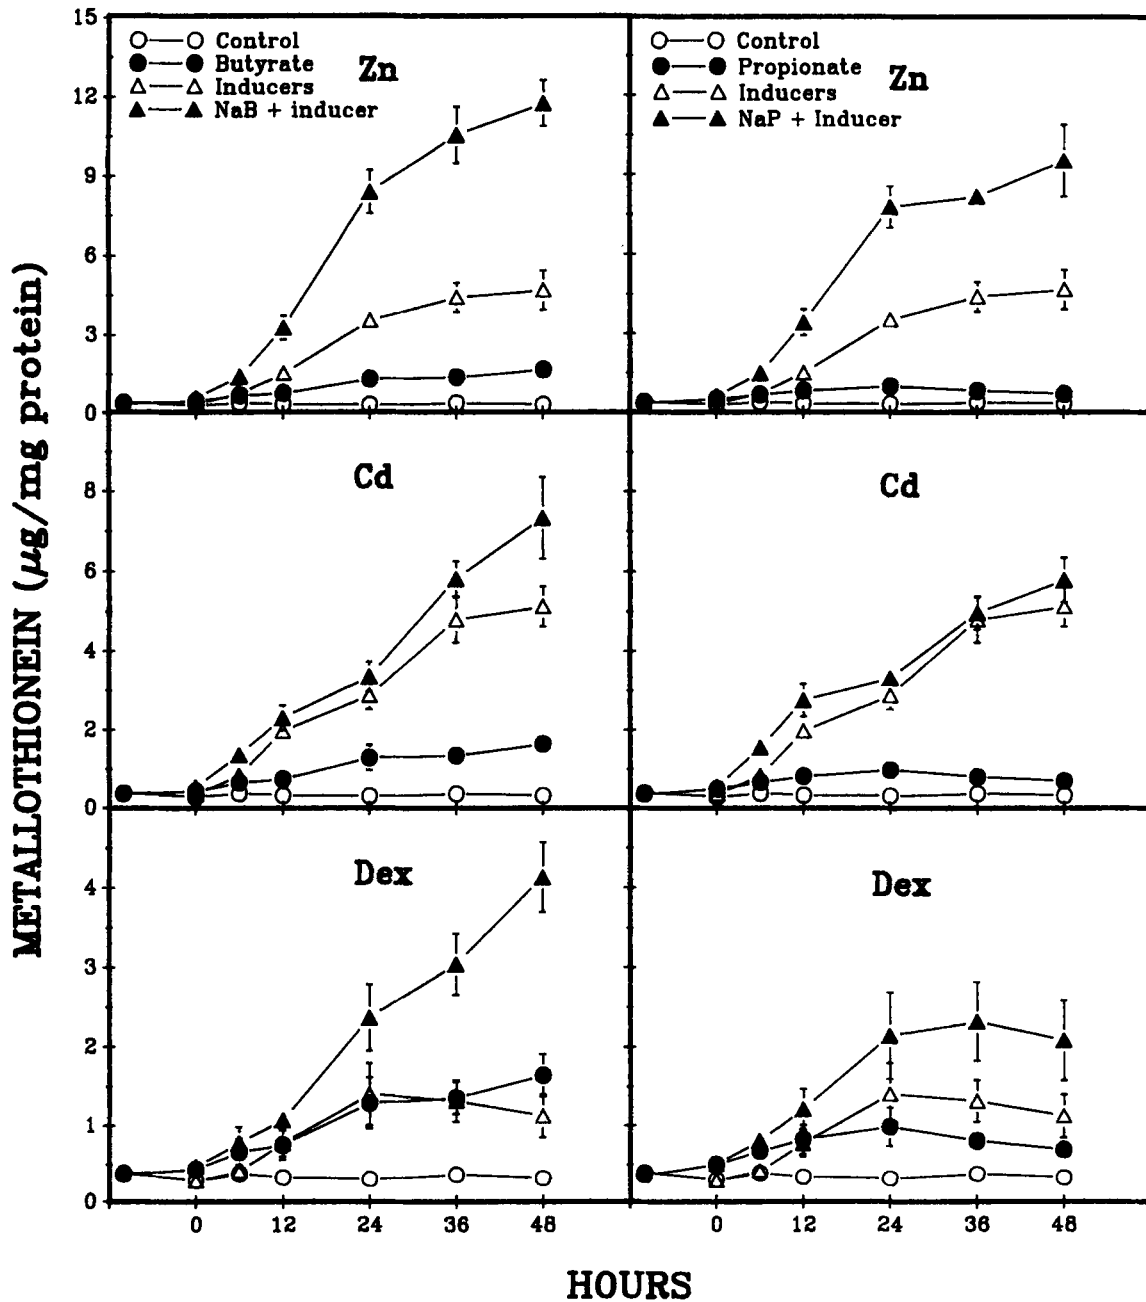 METALLOTHIONEIN (µg/mg protein)
15
12
9
6
3
0
Control
Butyrate
Inducers
NaB + inducer
Zn
Control
Propionate
Inducers
NaP + Inducer
Zn
8
6
4
2
0
Cd
Cd
4
3
2
1
0
Dex
Dex
0 12 24 36 48
0 12 24 36 48
HOURS